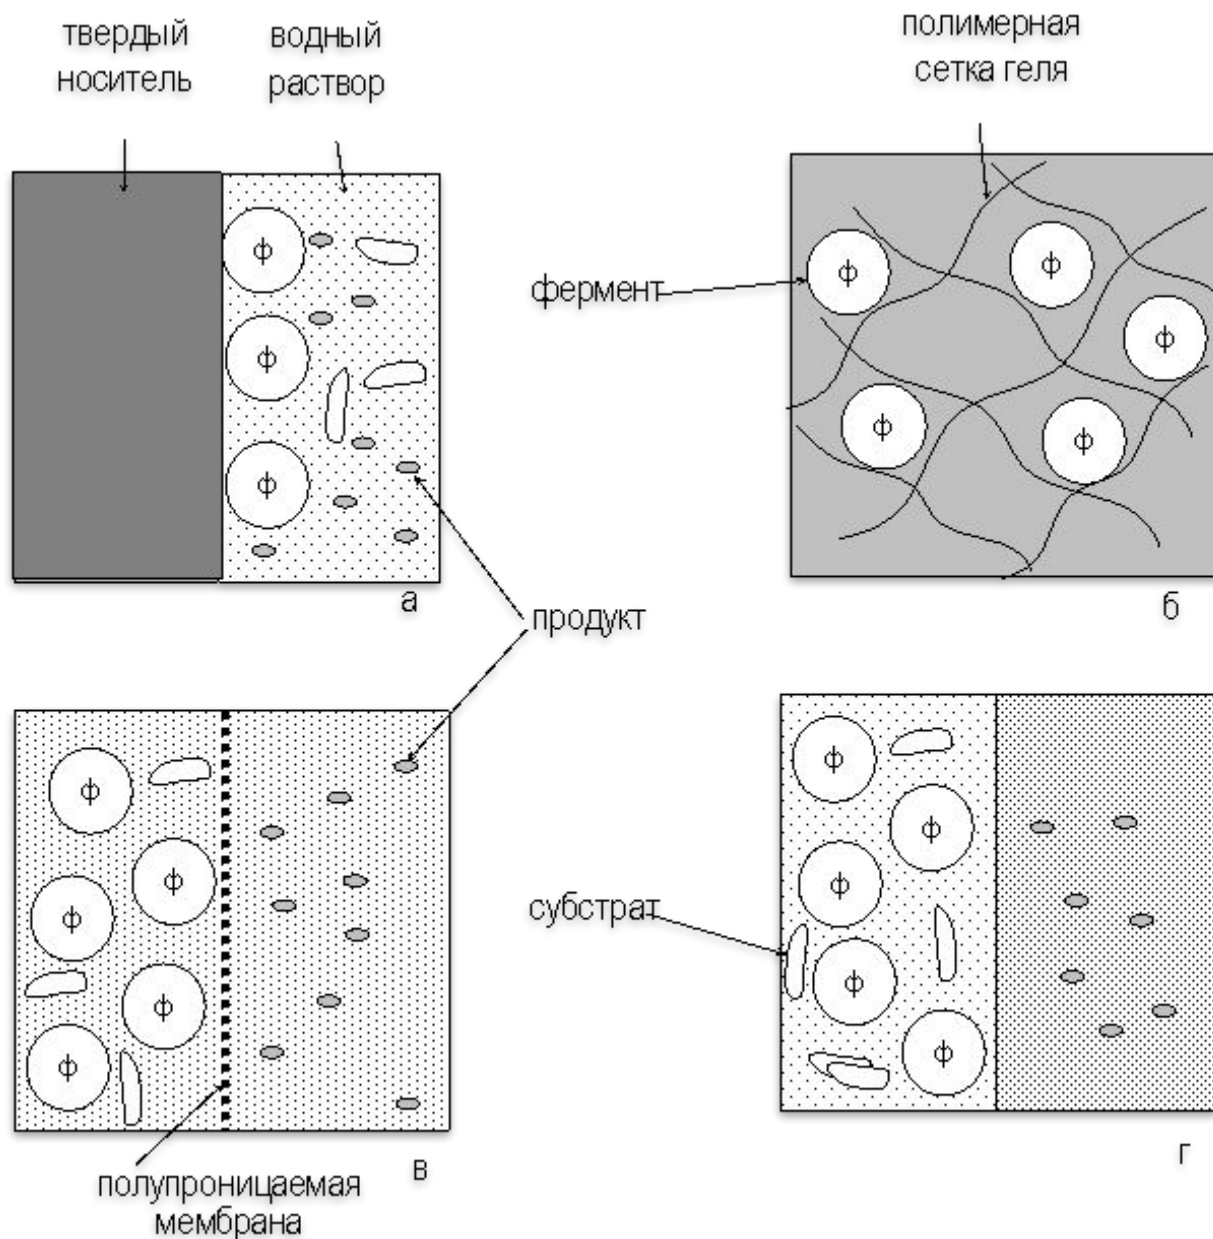 твердый
носитель
водный
раствор
полимерная
сетка геля
ф
ф
ф
фермент
ф
ф
ф
ф
ф
а
б
продукт
ф
ф
ф
ф
ф
субстрат
ф
ф
ф
ф
ф
полупроницаемая
мембрана
в
г